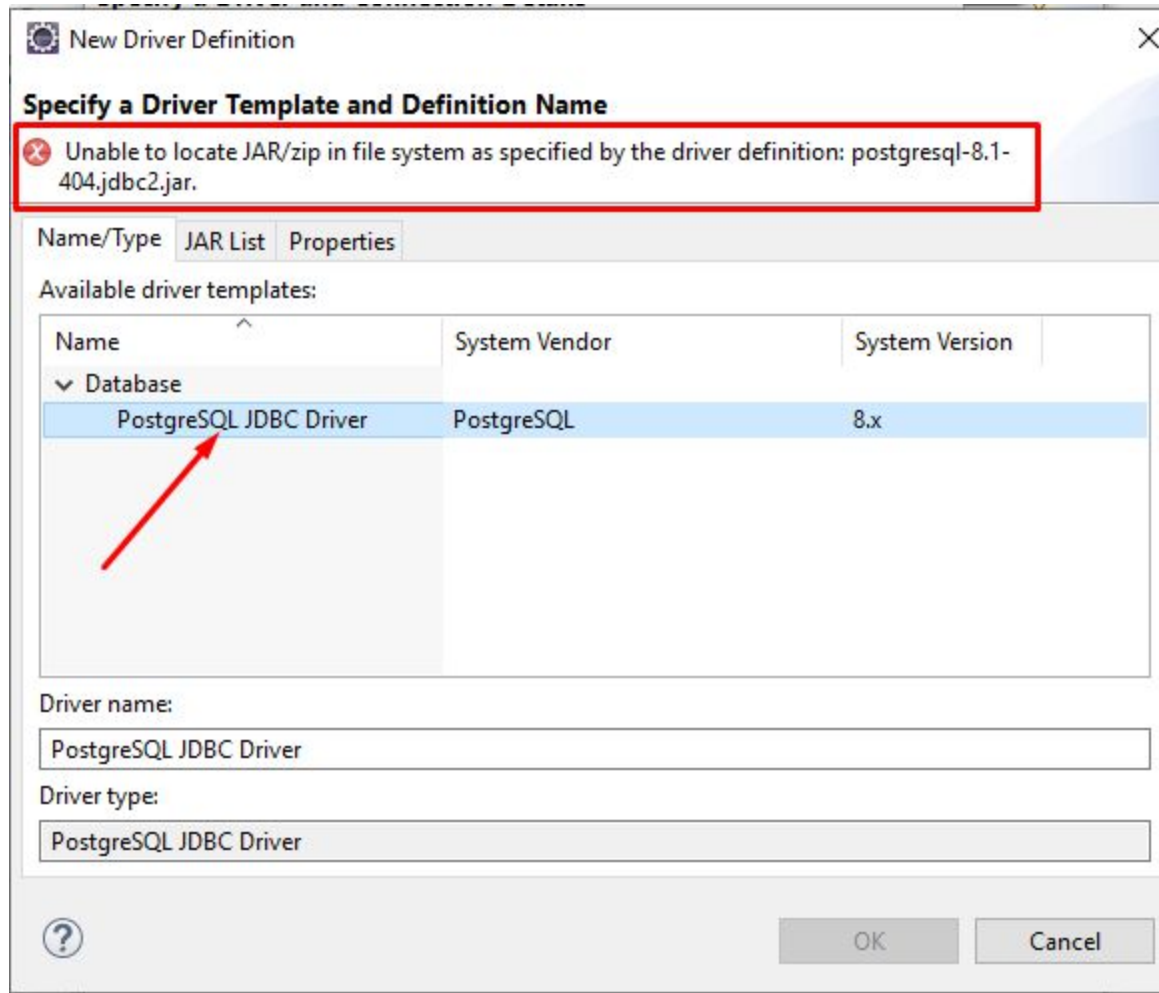 New Driver Definition
Specify a Driver Template and Definition Name
Unable to locate JAR/zip in file system as specified by the driver definition: postgresql-8.1-
404.jdbc2.jar.
Name/Type JAR List Properties
Available driver templates:
Name System Vendor System Version
Database
PostgreSQL JDBC Driver PostgreSQL 8.x
Driver name:
PostgreSQL JDBC Driver
Driver type:
PostgreSQL JDBC Driver
? OK Cancel